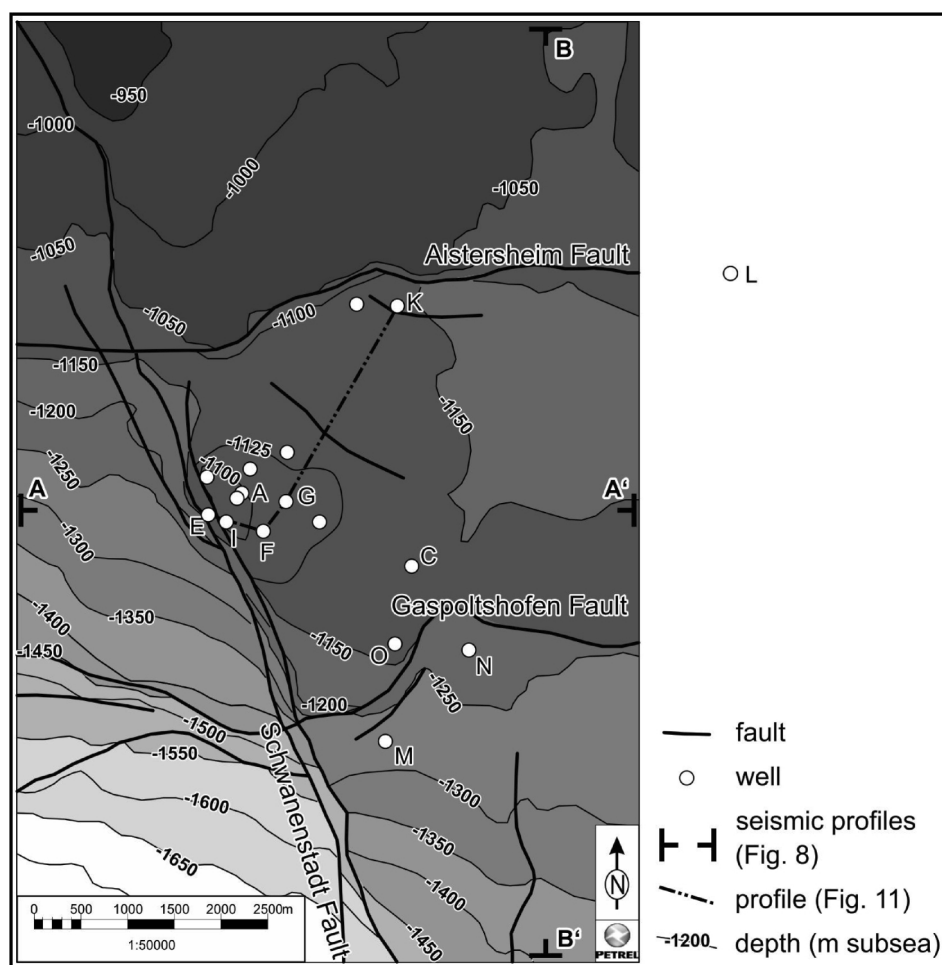 B
-950
-1000
-1000
-1050
-1050
Aistersheim Fault
L
K
-1050
-1100
-1150
-1150
-1200
-1125
-1100
-1250
A
A
G
A'
E
I
F
-1300
C
-1350
Gaspoltshofen Fault
-1400
-1150
O
N
-1450
-1250
-1200
-1500
M
-1550
Schwanenstadt Fault
-1300
-1600
-1350
-1650
-1400
-1450
0 500 1000 1500 2000 2500m
1:50000
N
PETREL
B'
fault
well
seismic profiles
(Fig. 8)
profile (Fig. 11)
-1200 depth (m subsea)